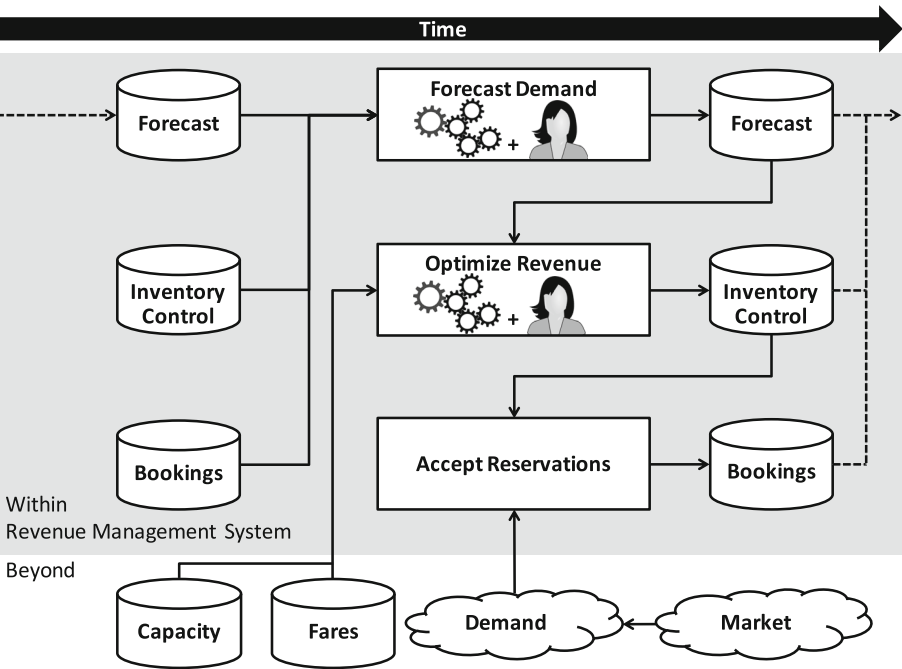 Time
Forecast
Forecast Demand
+
Forecast
Inventory
Control
Optimize Revenue
+
Inventory
Control
Bookings
Accept Reservations
Bookings
Within
Revenue Management System
Beyond
Capacity
Fares
Demand
Market